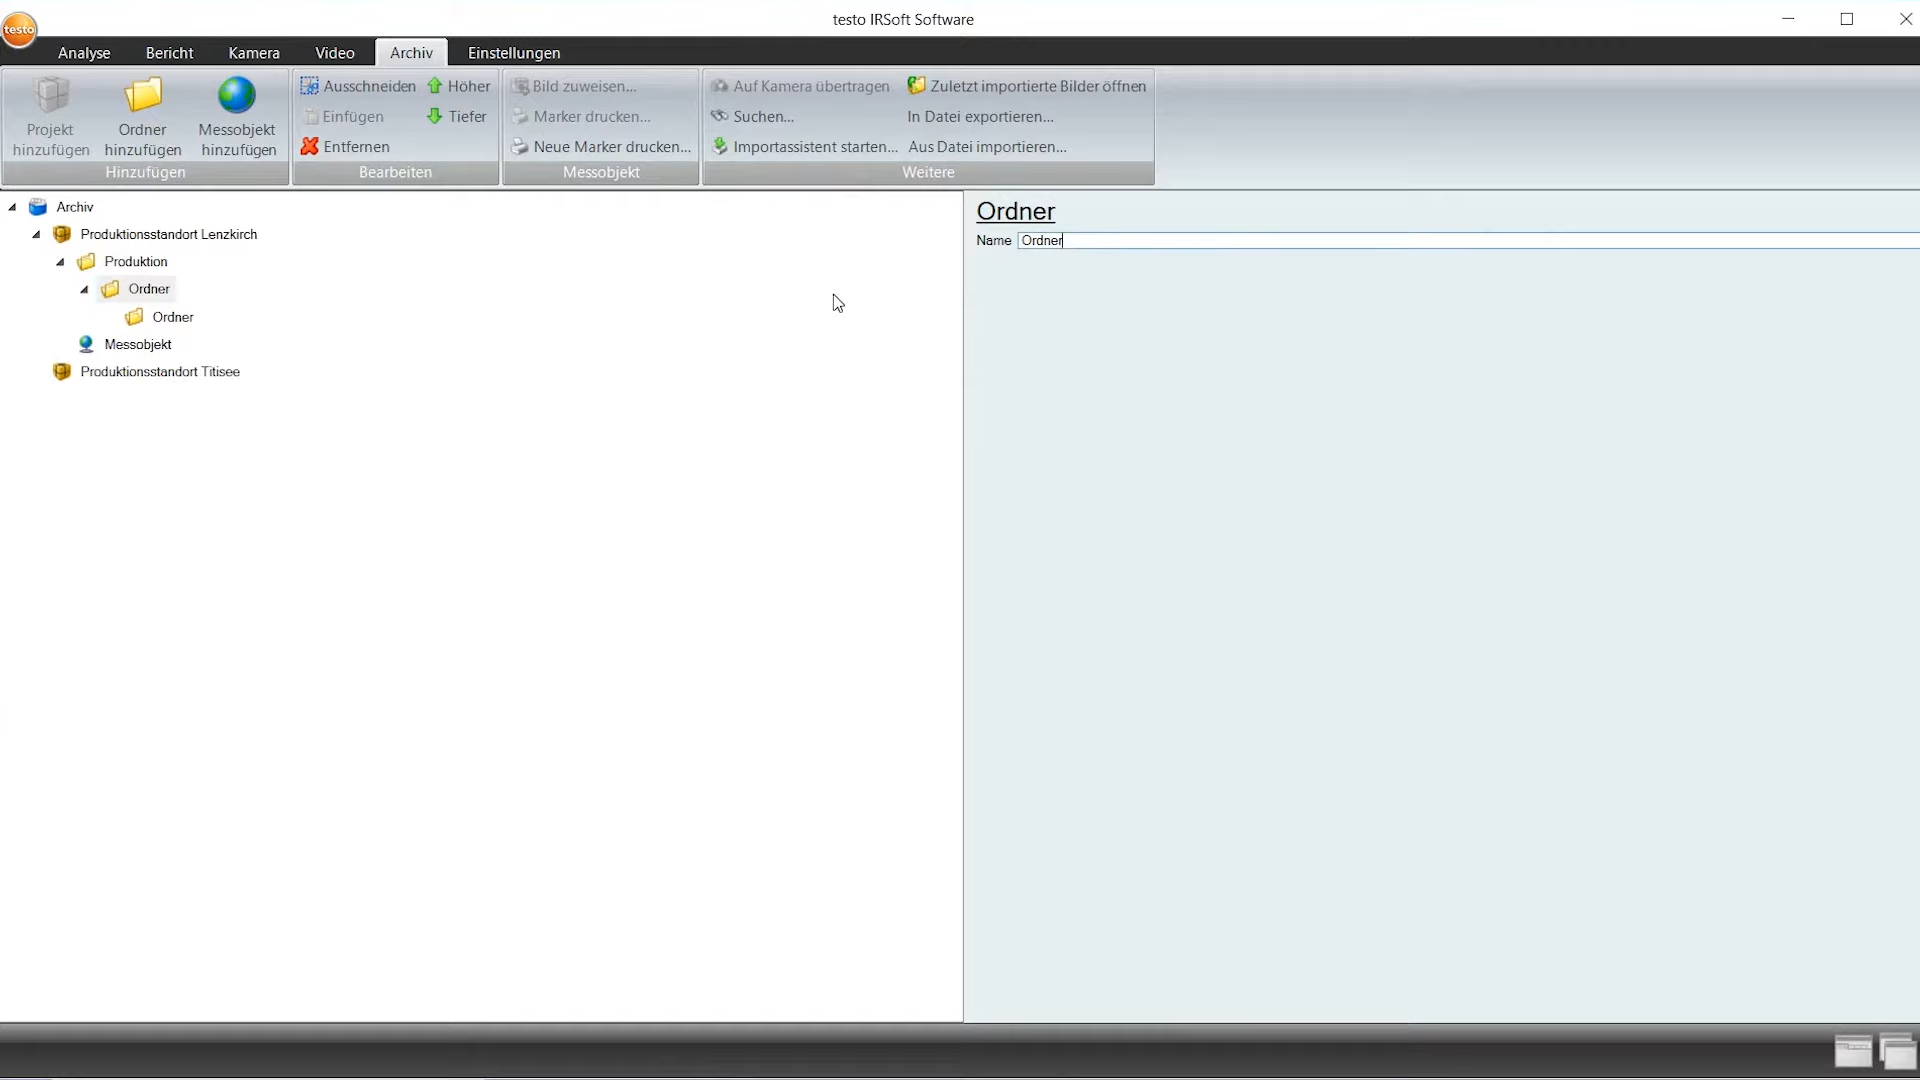 testo IRSoft Software
testo
Analyse Bericht Kamera Video Archiv Einstellungen
Projekt hinzufügen
Ordner hinzufügen
Messobjekt hinzufügen
Hinzufügen
Ausschneiden
Höher
Einfügen
Tiefer
Entfernen
Bearbeiten
Bild zuweisen...
Marker drucken...
Neue Marker drucken...
Messobjekt
Auf Kamera übertragen
Zuletzt importierte Bilder öffnen
Suchen...
In Datei exportieren...
Importassistent starten...
Aus Datei importieren...
Weitere
Archiv
Produktionsstandort Lenzkirch
Produktion
Ordner
Ordner
Messobjekt
Produktionsstandort Titisee
Ordner
Name Ordner